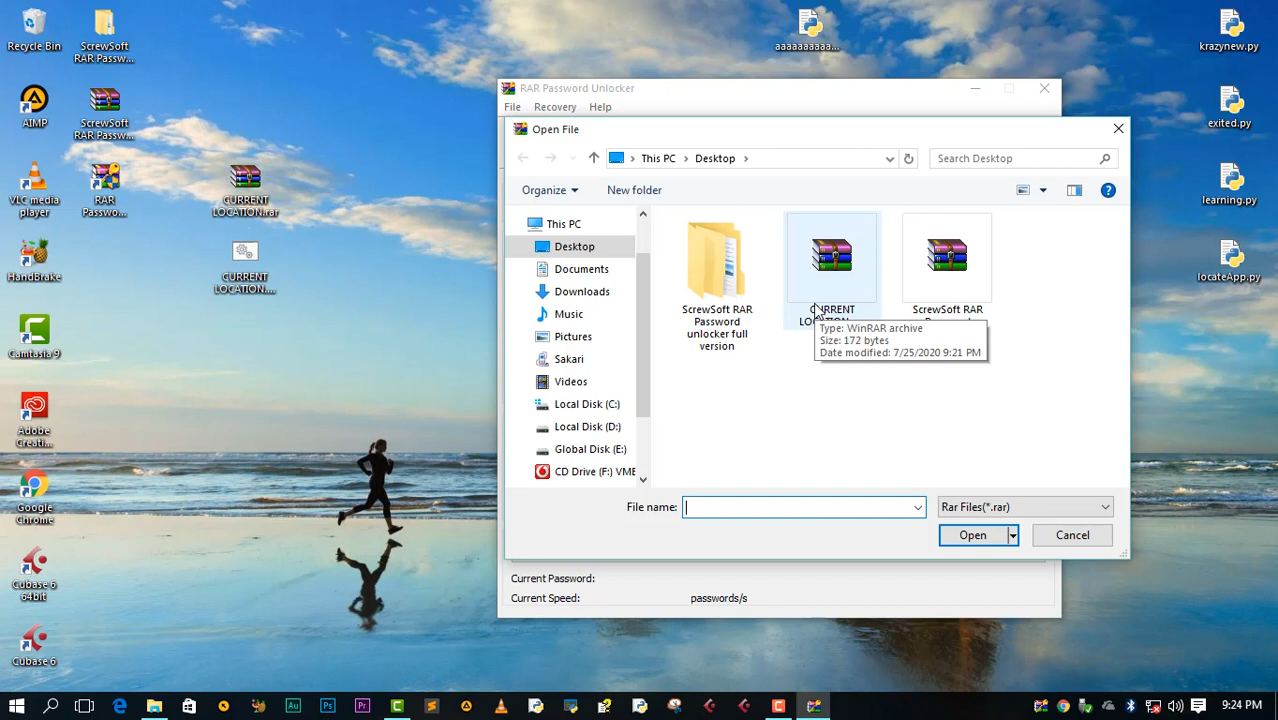 Recycle Bin
ScrewSoft
RAR Passw...
AIMP
ScrewSoft
RAR Passw...
VLC media
player
RAR
Passwo...
CURRENT
LOCATION.rar
HandBrake
CURRENT
LOCATION....
Camtasia 9
Adobe
Creati...
Google
Chrome
Cubase 6
64bit
Cubase 6
aaaaaaaaaa...
krazynew.py
exited.py
learning.py
locateApp.py
RAR Password Unlocker
File
Recovery
Help
Open File
This PC
Desktop
Search Desktop
Organize
New folder
This PC
Desktop
Documents
Downloads
Music
Pictures
Sakari
Videos
Local Disk (C:)
Local Disk (D:)
Global Disk (E:)
CD Drive (F:) VME
ScrewSoft RAR
Password
unlocker full
version
CURRENT
ScrewSoft RAR
Type: WinRAR archive
Size: 172 bytes
Date modified: 7/25/2020 9:21 PM
File name:
Rar Files(*.rar)
Open
Cancel
Current Password:
Current Speed:
passwords/s
Au
Ps
Pr
9:24 PM